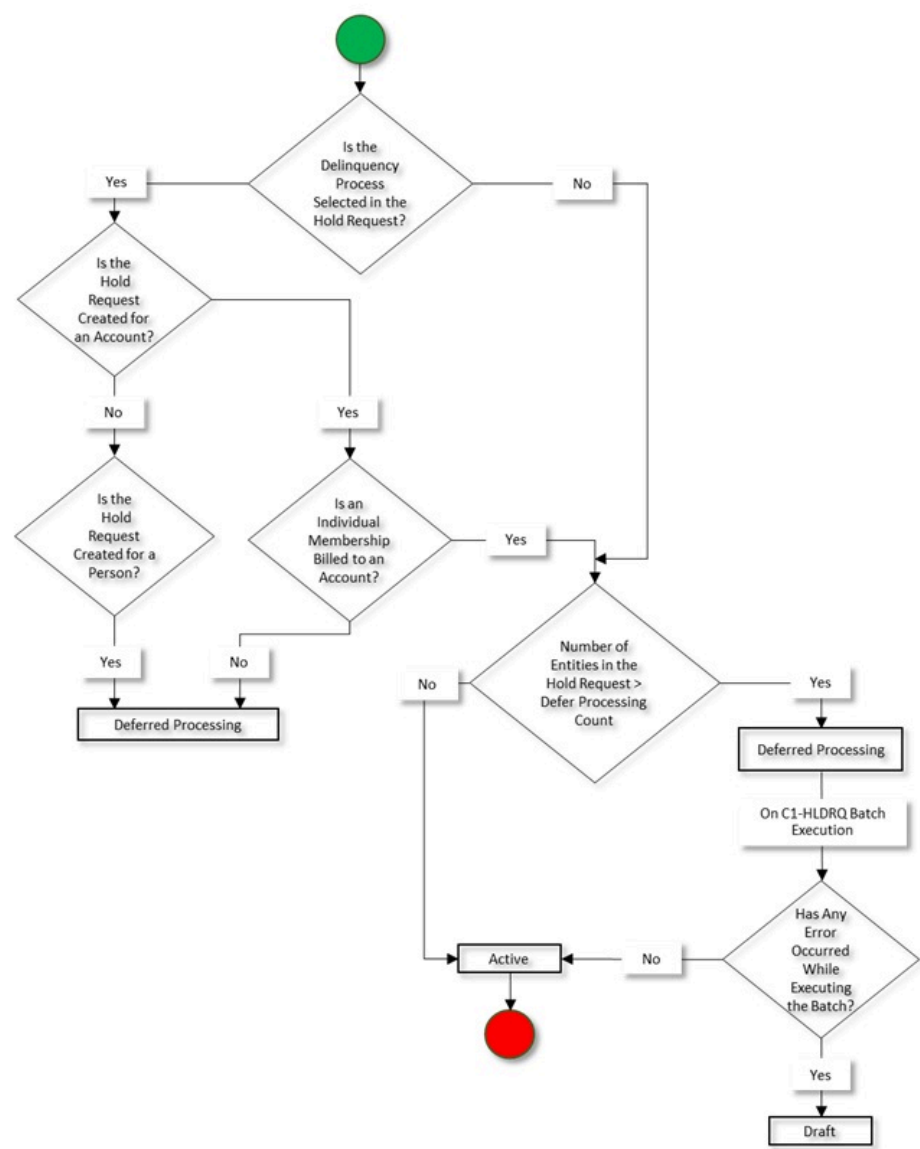 Is the
Delinquency
Process
Selected in the
Hold Request?
Yes
No
Is the
Hold
Request
Created for
an Account?
No
Yes
Is the
Hold
Request
Created for a
Person?
Is an
Individual
Membership
Billed to an
Account?
Yes
Yes
No
Deferred Processing
Number of
Entities in the
Hold Request >
Defer Processing
Count
No
Yes
Deferred Processing
On C1-HLDRQ Batch
Execution
Has Any
Error
Occurred
While
Executing
the Batch?
No
Active
Yes
Draft